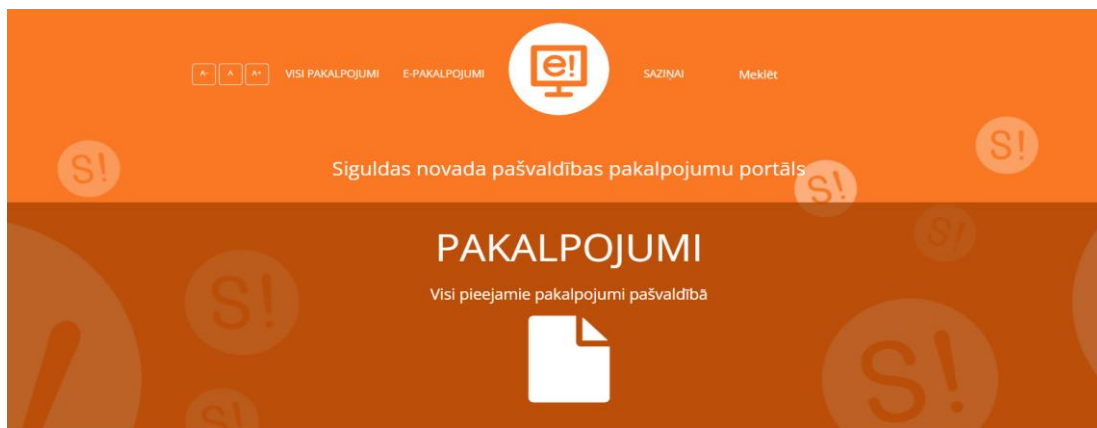 A- A A+ VISI PAKALPOJUMI E-PAKALPOJUMI e! SAZIŅAI Meklēt
S!
S!
Siguldas novada pašvaldības pakalpojumu portāls
S!
PAKALPOJUMI
S!
Visi pieejamie pakalpojumi pašvaldībā
S!
S!
S!